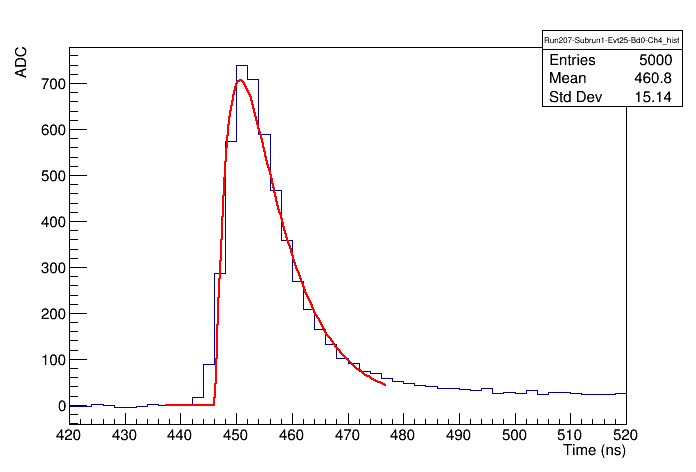 Run207-Subrun1-Evt25-Bd0-Ch4_hist
Entries 5000
Mean 460.8
Std Dev 15.14
ADC
700
600
500
400
300
200
100
0
420 430 440 450 460 470 480 490 500 510 520
Time (ns)